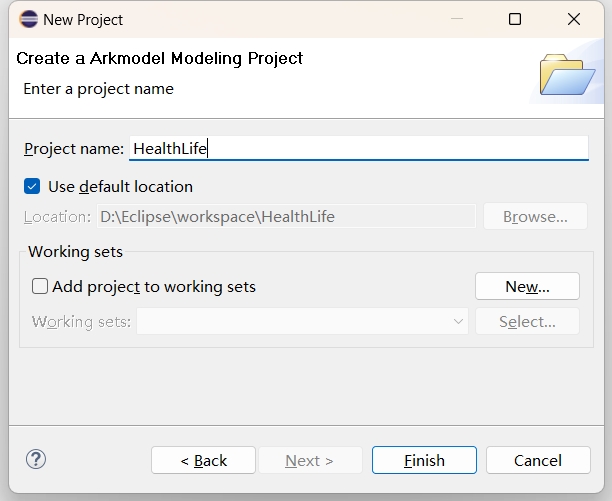 New Project
Create a Arkmodel Modeling Project
Enter a project name
Project name: HealthLife
Use default location
Location: D:\Eclipse\workspace\HealthLife Browse...
Working sets
Add project to working sets New...
Working sets: Select...
? < Back Next > Finish Cancel